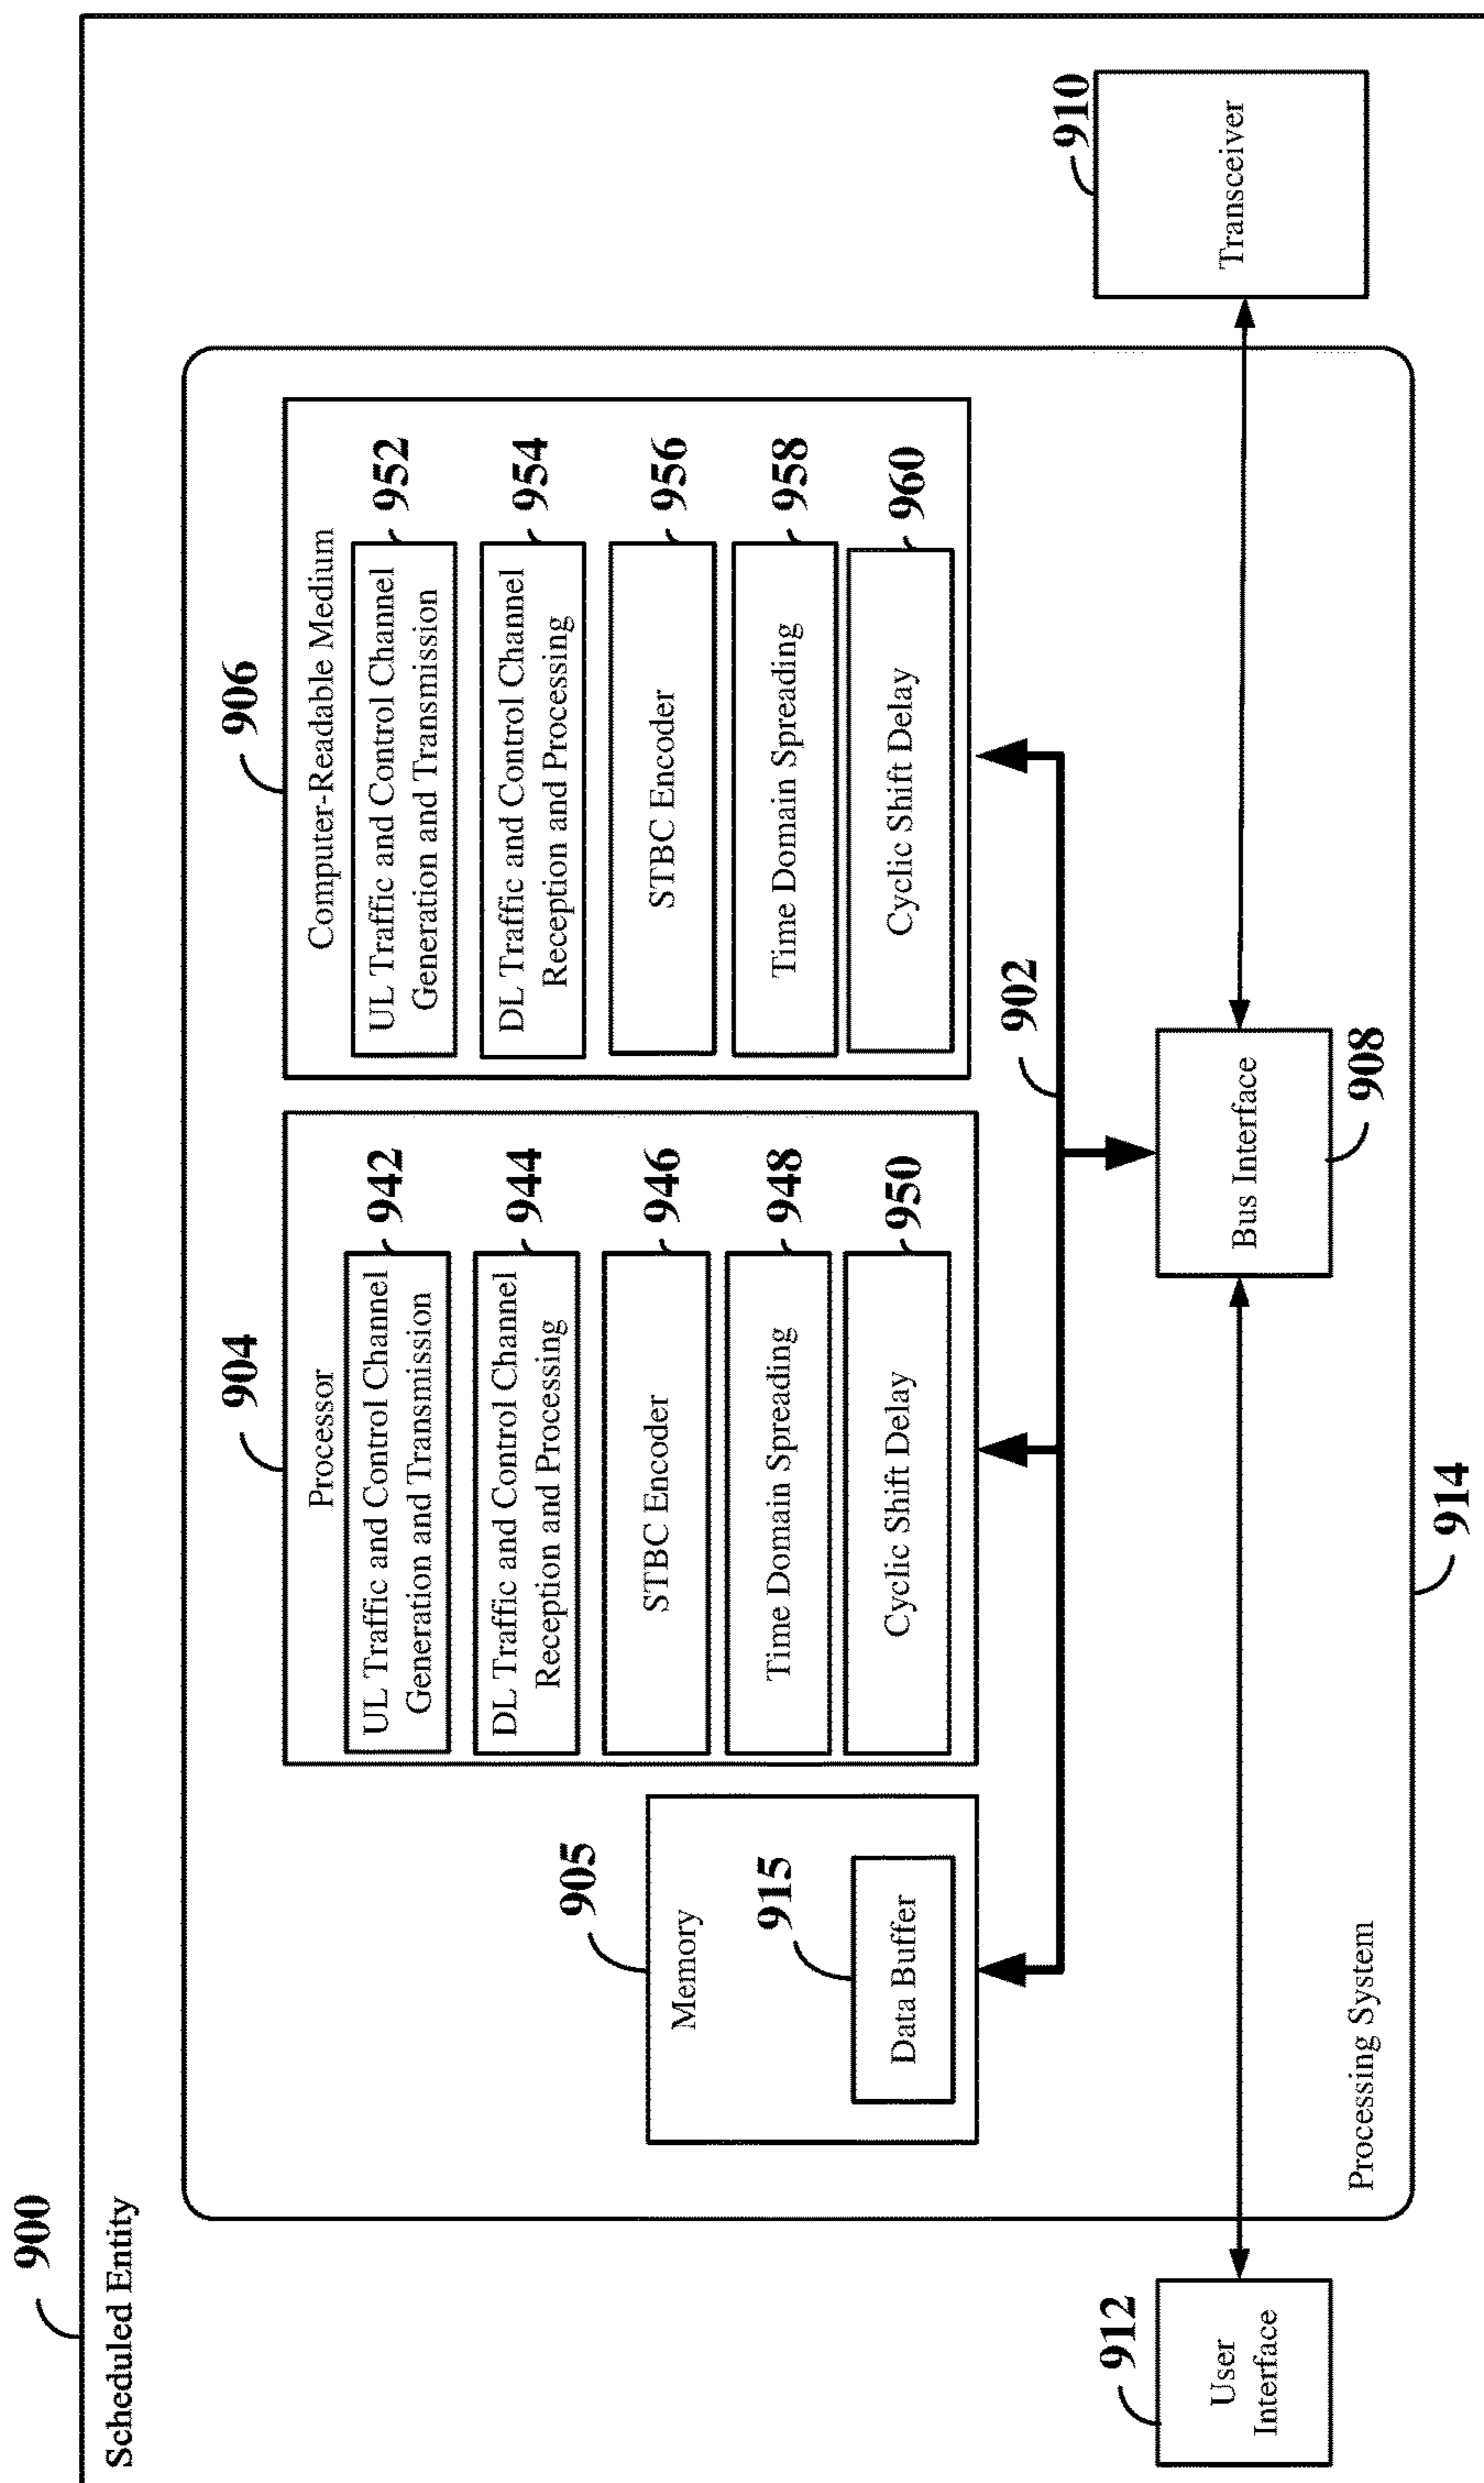 900
Scheduled Entity
904
906
Processor
Computer-Readable Medium
UL Traffic and Control Channel
Generation and Transmission
942
UL Traffic and Control Channel
Generation and Transmission
952
905
Memory
DL Traffic and Control Channel
Reception and Processing
944
DL Traffic and Control Channel
Reception and Processing
954
STBC Encoder
946
STBC Encoder
956
915
Data Buffer
Time Domain Spreading
948
Time Domain Spreading
958
Cyclic Shift Delay
950
Cyclic Shift Delay
960
902
912
User
Interface
Bus Interface
908
910
Transceiver
Processing System
914